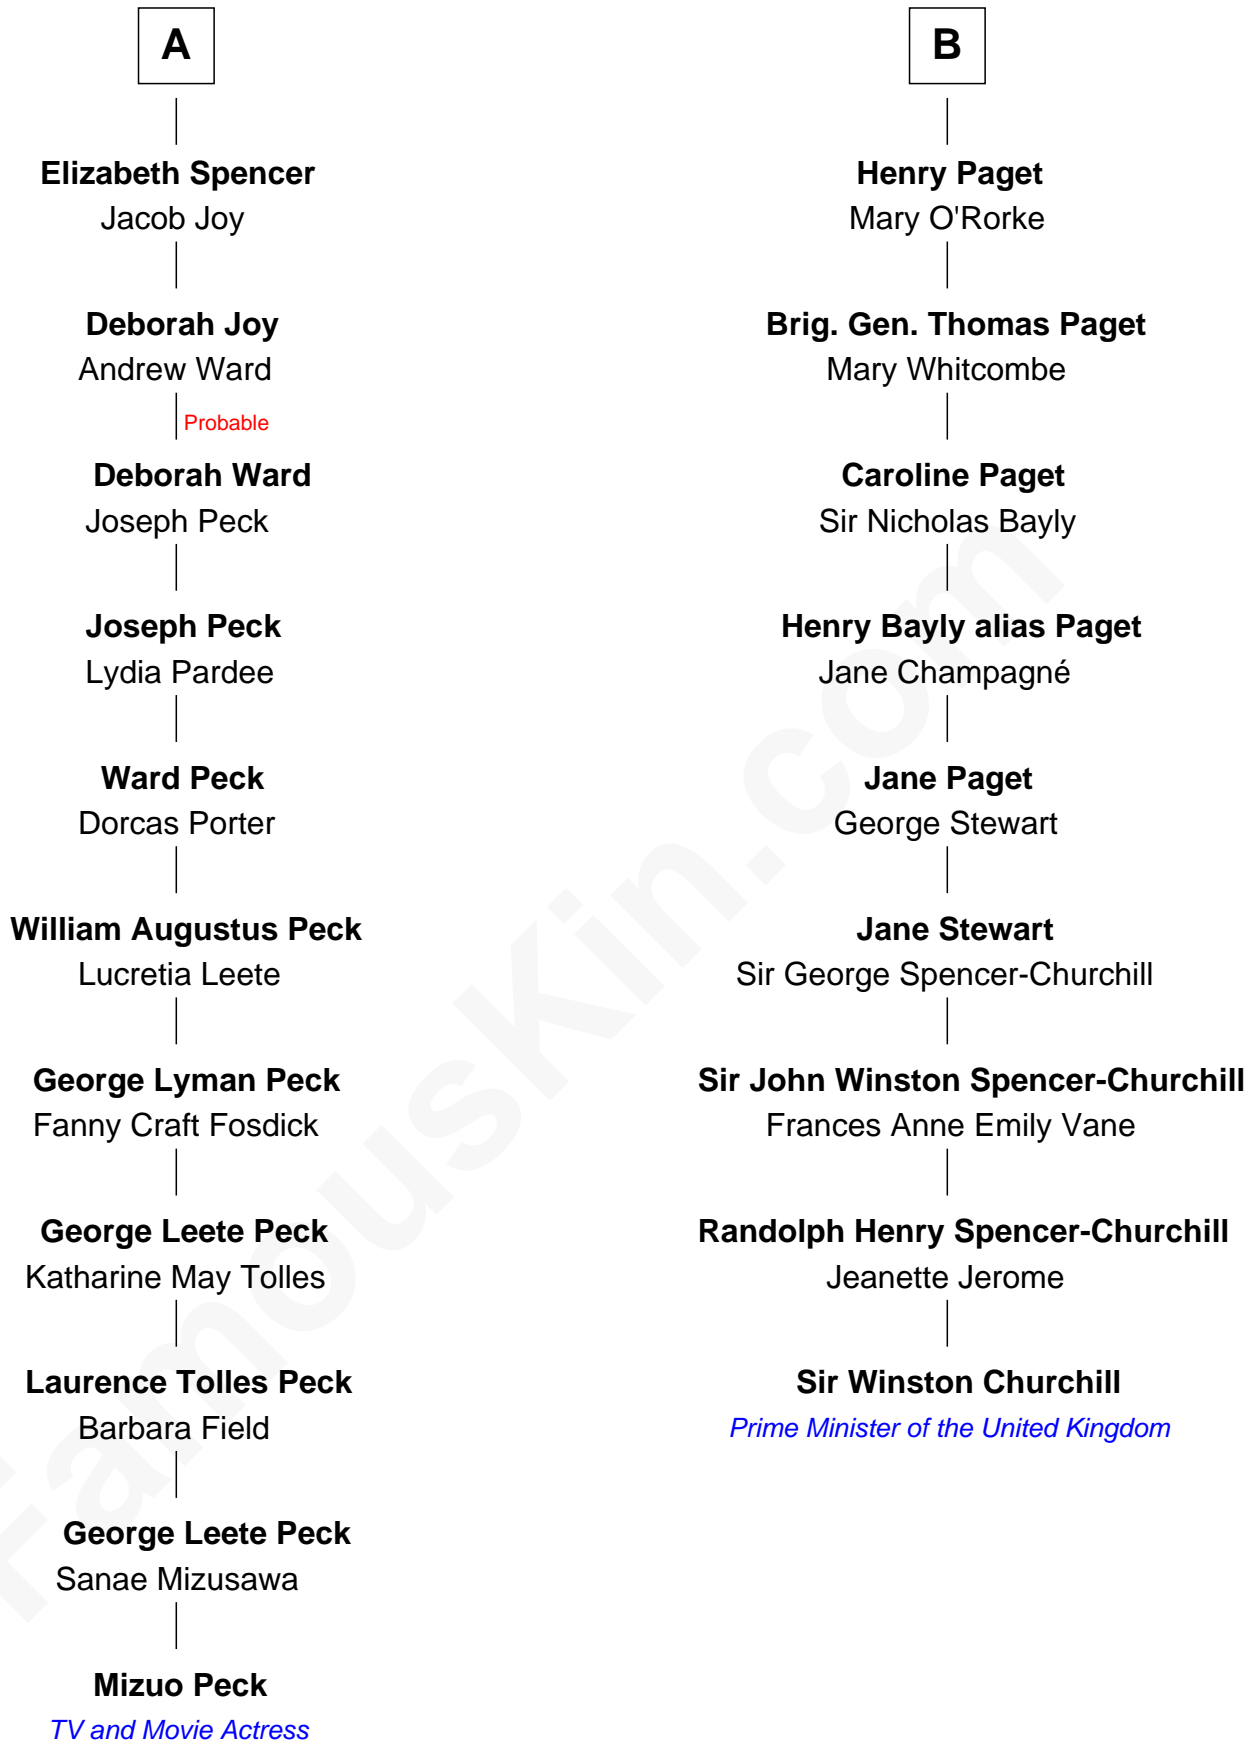 A
Elizabeth Spencer
Jacob Joy
Deborah Joy
Andrew Ward
Probable
Deborah Ward
Joseph Peck
Joseph Peck
Lydia Pardee
Ward Peck
Dorcas Porter
William Augustus Peck
Lucretia Leete
George Lyman Peck
Fanny Craft Fosdick
George Leete Peck
Katharine May Tolles
Laurence Tolles Peck
Barbara Field
George Leete Peck
Sanae Mizusawa
Mizuo Peck
TV and Movie Actress
B
Henry Paget
Mary O'Rorke
Brig. Gen. Thomas Paget
Mary Whitcombe
Caroline Paget
Sir Nicholas Bayly
Henry Bayly alias Paget
Jane Champagné
Jane Paget
George Stewart
Jane Stewart
Sir George Spencer-Churchill
Sir John Winston Spencer-Churchill
Frances Anne Emily Vane
Randolph Henry Spencer-Churchill
Jeanette Jerome
Sir Winston Churchill
Prime Minister of the United Kingdom
FamousKin.com